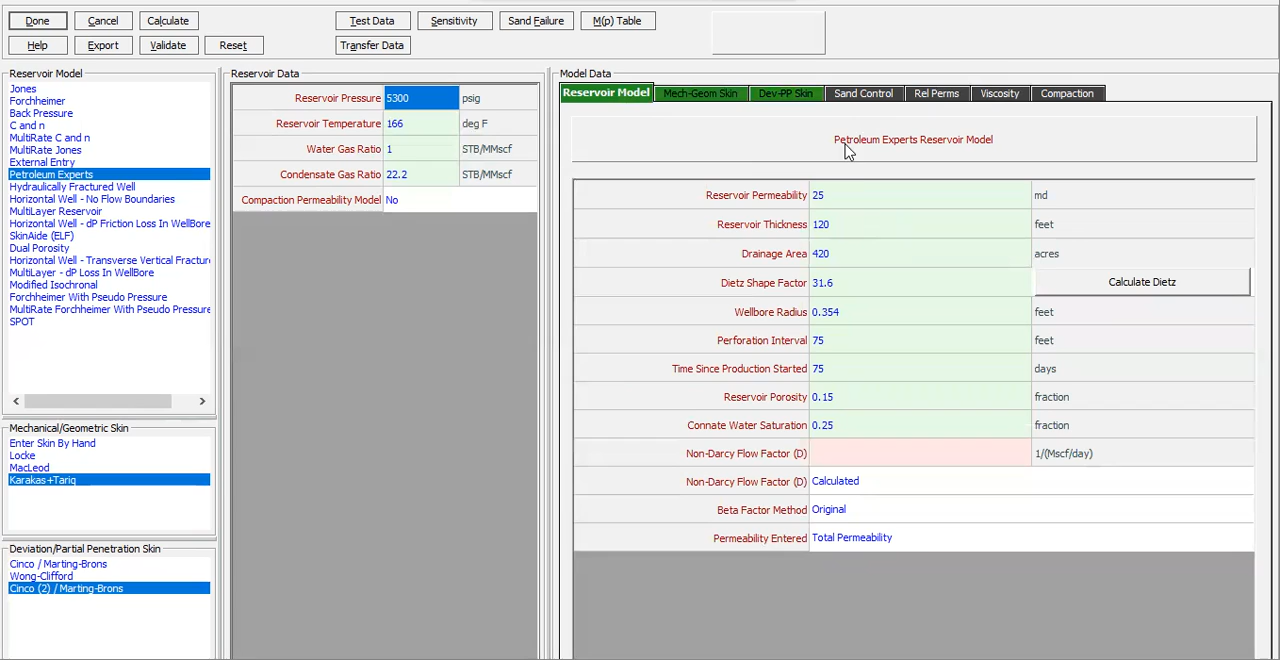 Done Cancel Calculate Test Data Sensitivity Sand Failure M(p) Table
Help Export Validate Reset Transfer Data
Reservoir Model
Jones
Forchheimer
Back Pressure
C and n
MultiRate C and n
MultiRate Jones
External Entry
Petroleum Experts
Hydraulically Fractured Well
Horizontal Well - No Flow Boundaries
MultiLayer Reservoir
Horizontal Well - dP Friction Loss In WellBore
SkinAide (ELF)
Dual Porosity
Horizontal Well - Transverse Vertical Fracture
MultiLayer - dP Loss In WellBore
Modified Isochronal
Forchheimer With Pseudo Pressure
MultiRate Forchheimer With Pseudo Pressure
SPOT
Mechanical/Geometric Skin
Enter Skin By Hand
Locke
MacLeod
Karakas+Tariq
Deviation/Partial Penetration Skin
Cinco / Marting-Brons
Wong-Clifford
Cinco (2) / Marting-Brons
Reservoir Data
Reservoir Pressure 5300 psig
Reservoir Temperature 166 deg F
Water Gas Ratio 1 STB/MMscf
Condensate Gas Ratio 22.2 STB/MMscf
Compaction Permeability Model No
Model Data
Reservoir Model Mech-Geom Skin Dev-PP Skin Sand Control Rel Perms Viscosity Compaction
Petroleum Experts Reservoir Model
Reservoir Permeability 25 md
Reservoir Thickness 120 feet
Drainage Area 420 acres
Dietz Shape Factor 31.6 Calculate Dietz
Wellbore Radius 0.354 feet
Perforation Interval 75 feet
Time Since Production Started 75 days
Reservoir Porosity 0.15 fraction
Connate Water Saturation 0.25 fraction
Non-Darcy Flow Factor (D) 1/(Mscf/day)
Non-Darcy Flow Factor (D) Calculated
Beta Factor Method Original
Permeability Entered Total Permeability